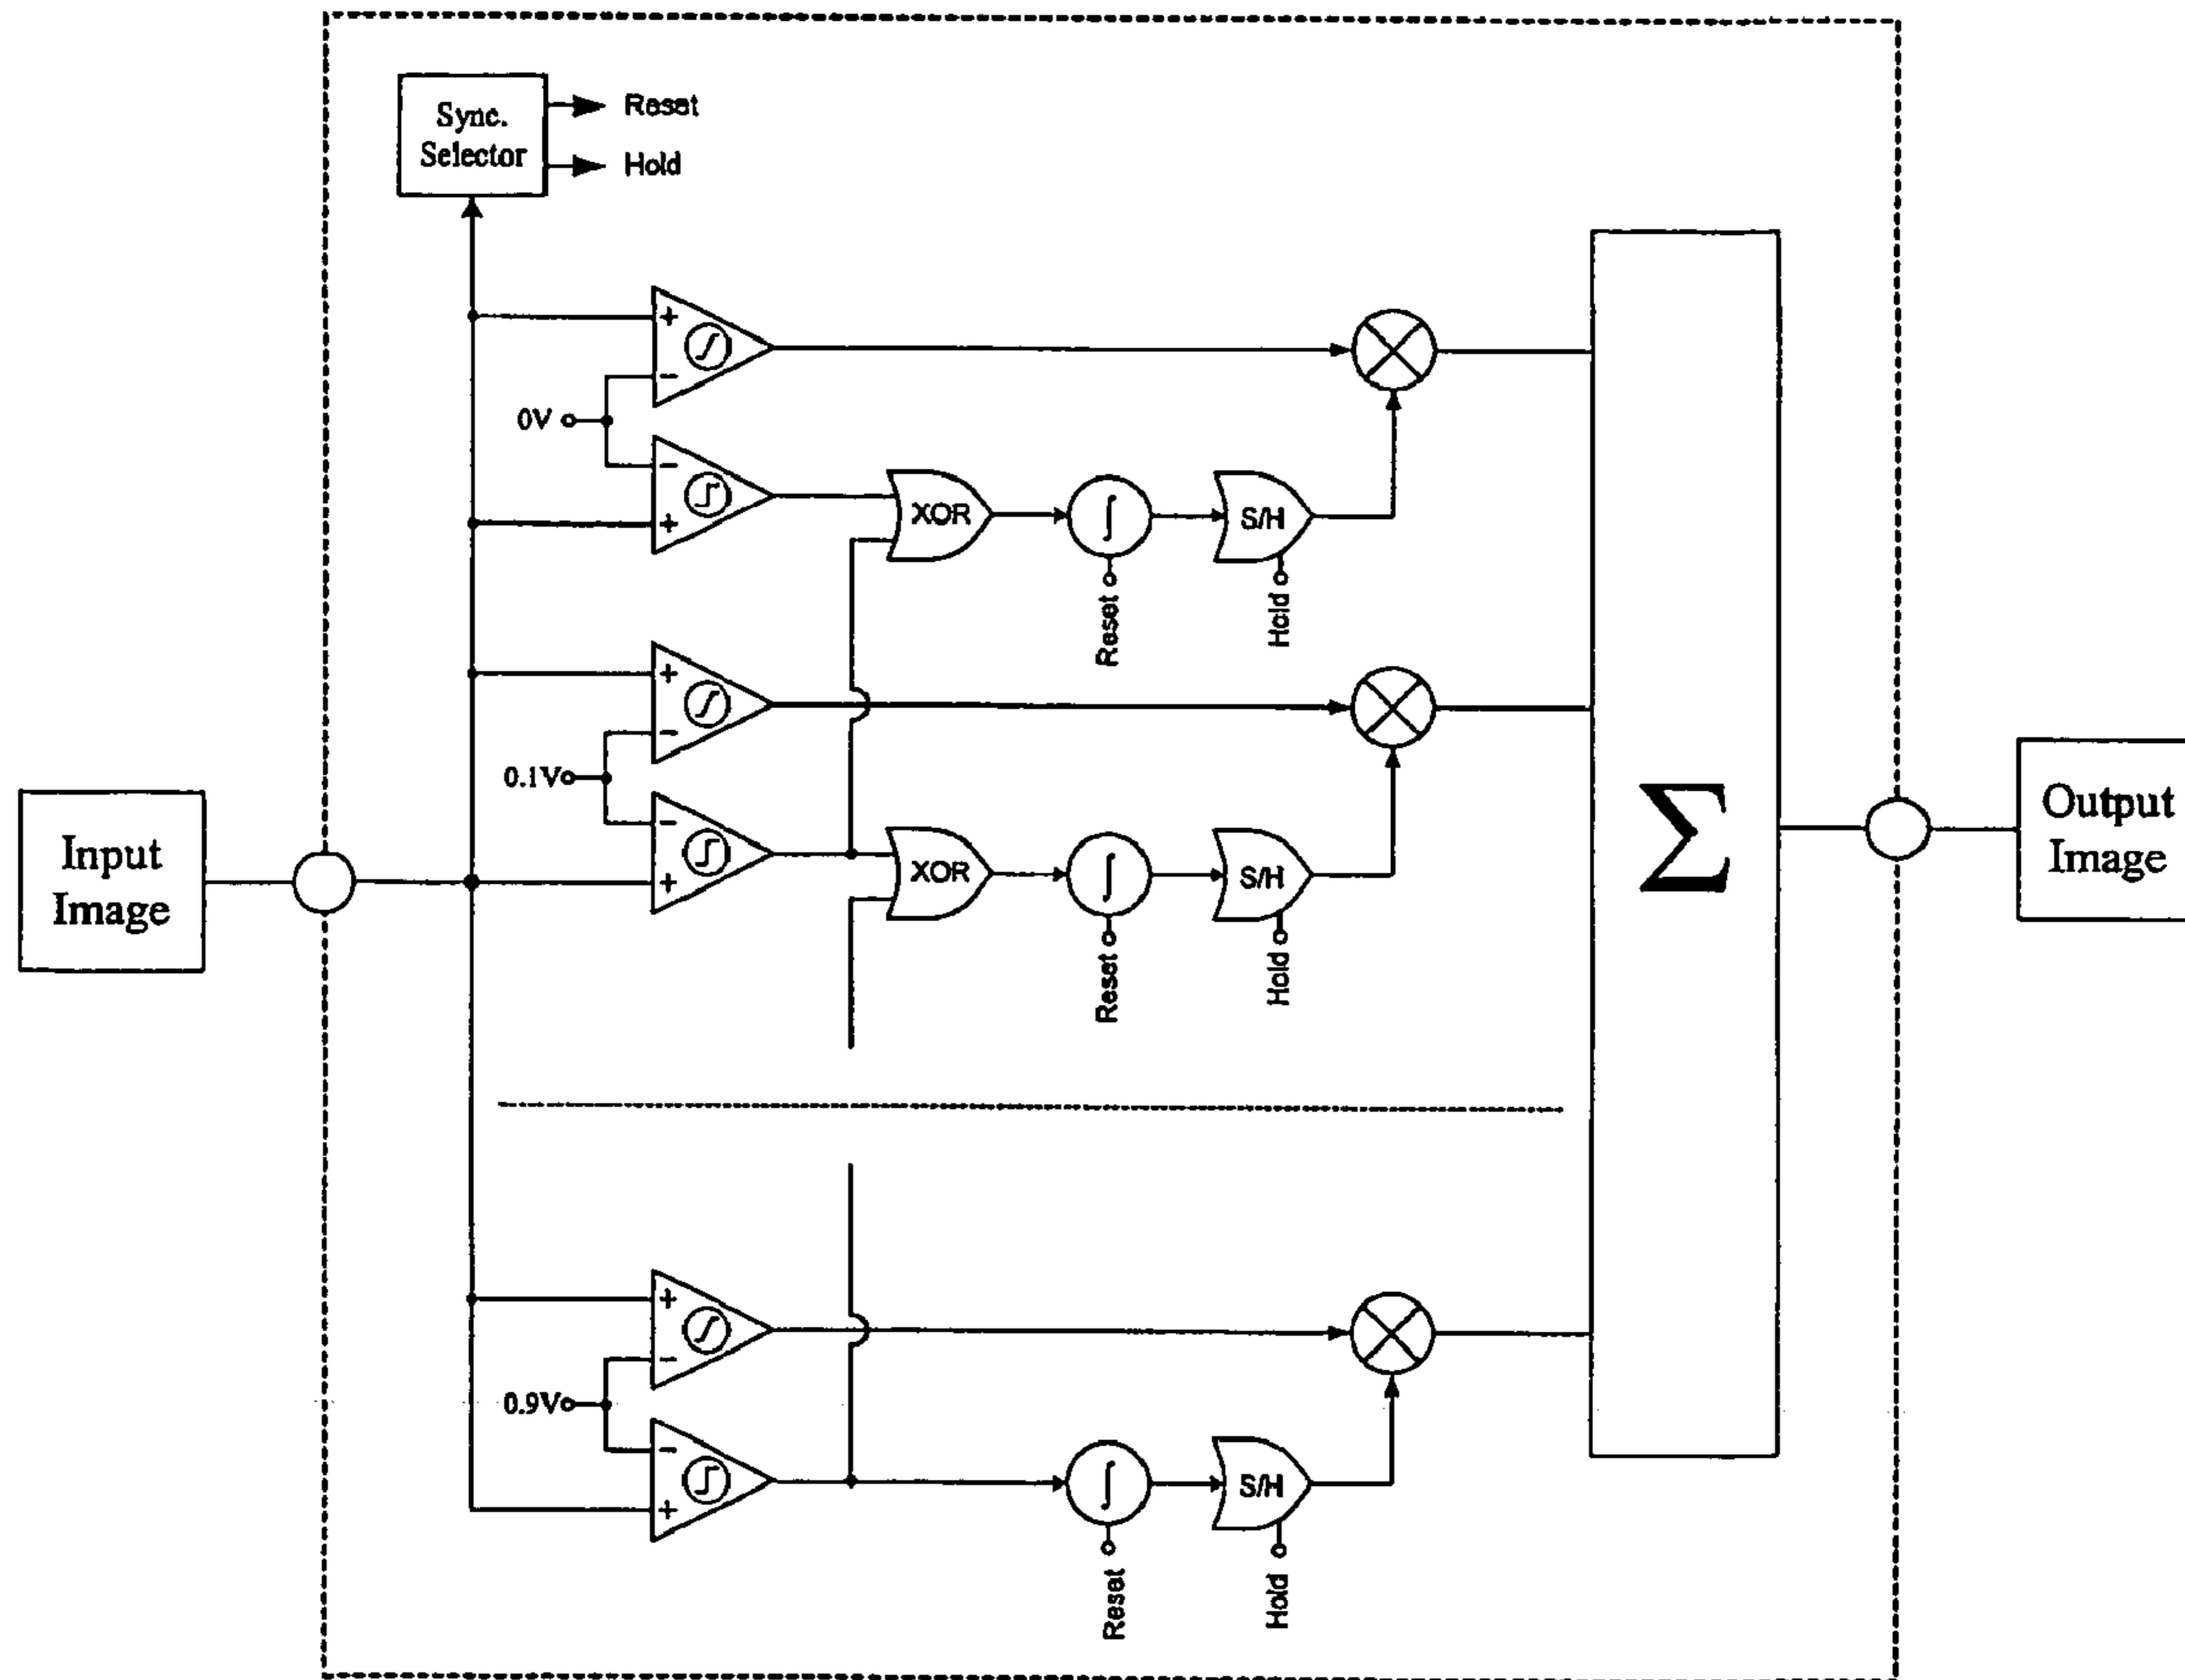 Sync.
Selector
Reset
Hold
+
−
0V
−
+
XOR
∫
S/H
Reset
Hold
+
−
0.1V
−
+
XOR
∫
S/H
Reset
Hold
Input
Image
Σ
Output
Image
+
−
0.9V
−
+
∫
S/H
Reset
Hold